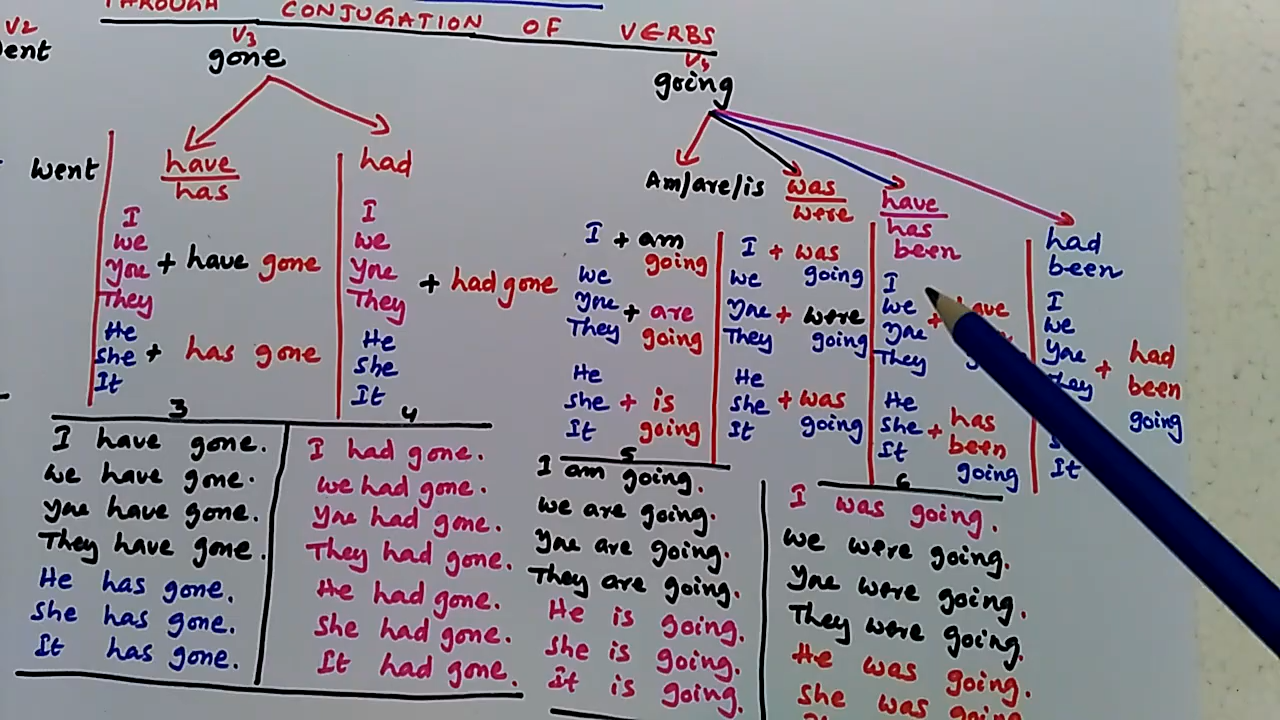 THROUGH CONJUGATION OF VERBS
V2
V3
gone
V4
going
went
have
has
had
Am/are/is
was
were
have
has
been
had
been
I
we
you + have gone
They
He
She + has gone
It
I
we
you + had gone
They
He
She
It
I + am
going
we
you + are
They going
He
She + is
It going
I + was
going
we
you + were
They going
He
She + was
It going
I
we + have
you
They
He
She + has
been
It going
I
we
you + had
been
going
It
3
I have gone.
we have gone.
you have gone.
They have gone.
He has gone.
She has gone.
It has gone.
4
I had gone.
we had gone.
you had gone.
They had gone.
He had gone.
She had gone.
It had gone.
5
I am going.
we are going.
you are going.
They are going.
He is going.
She is going.
It is going.
6
I was going.
we were going.
you were going.
They were going.
He was going.
She was going